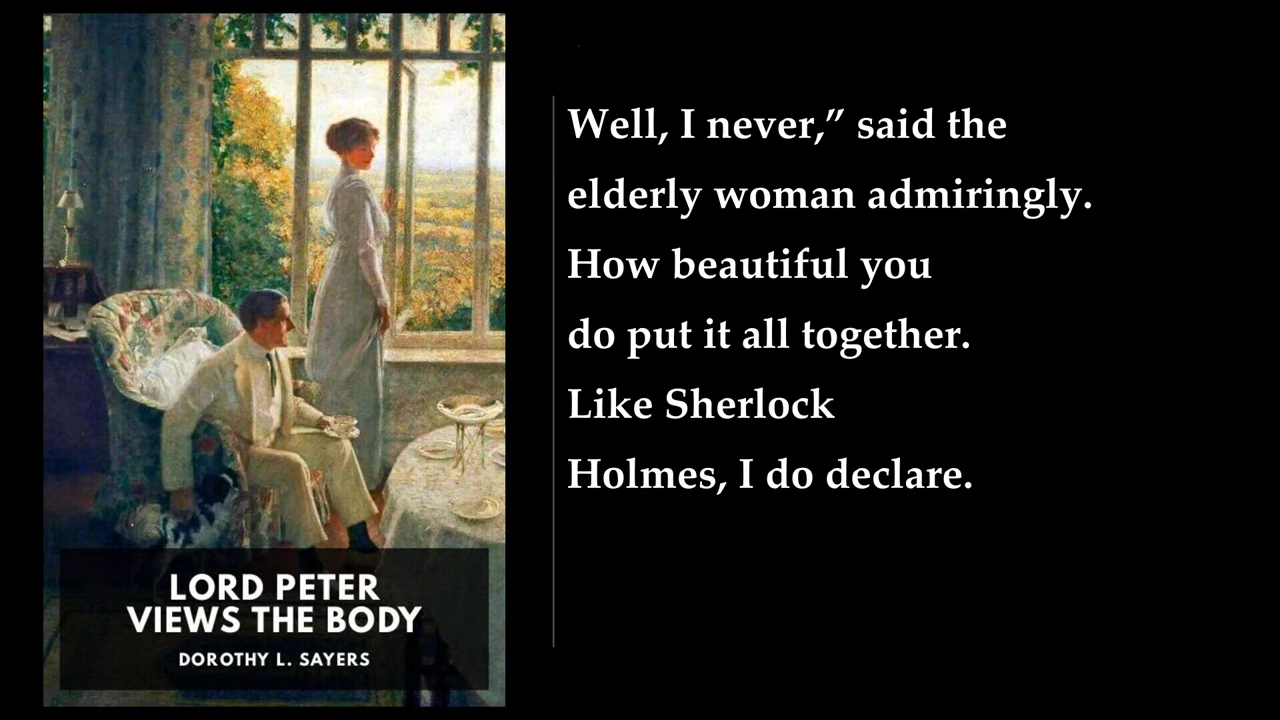 LORD PETER
VIEWS THE BODY
DOROTHY L. SAYERS
Well, I never,” said the
elderly woman admiringly.
How beautiful you
do put it all together.
Like Sherlock
Holmes, I do declare.